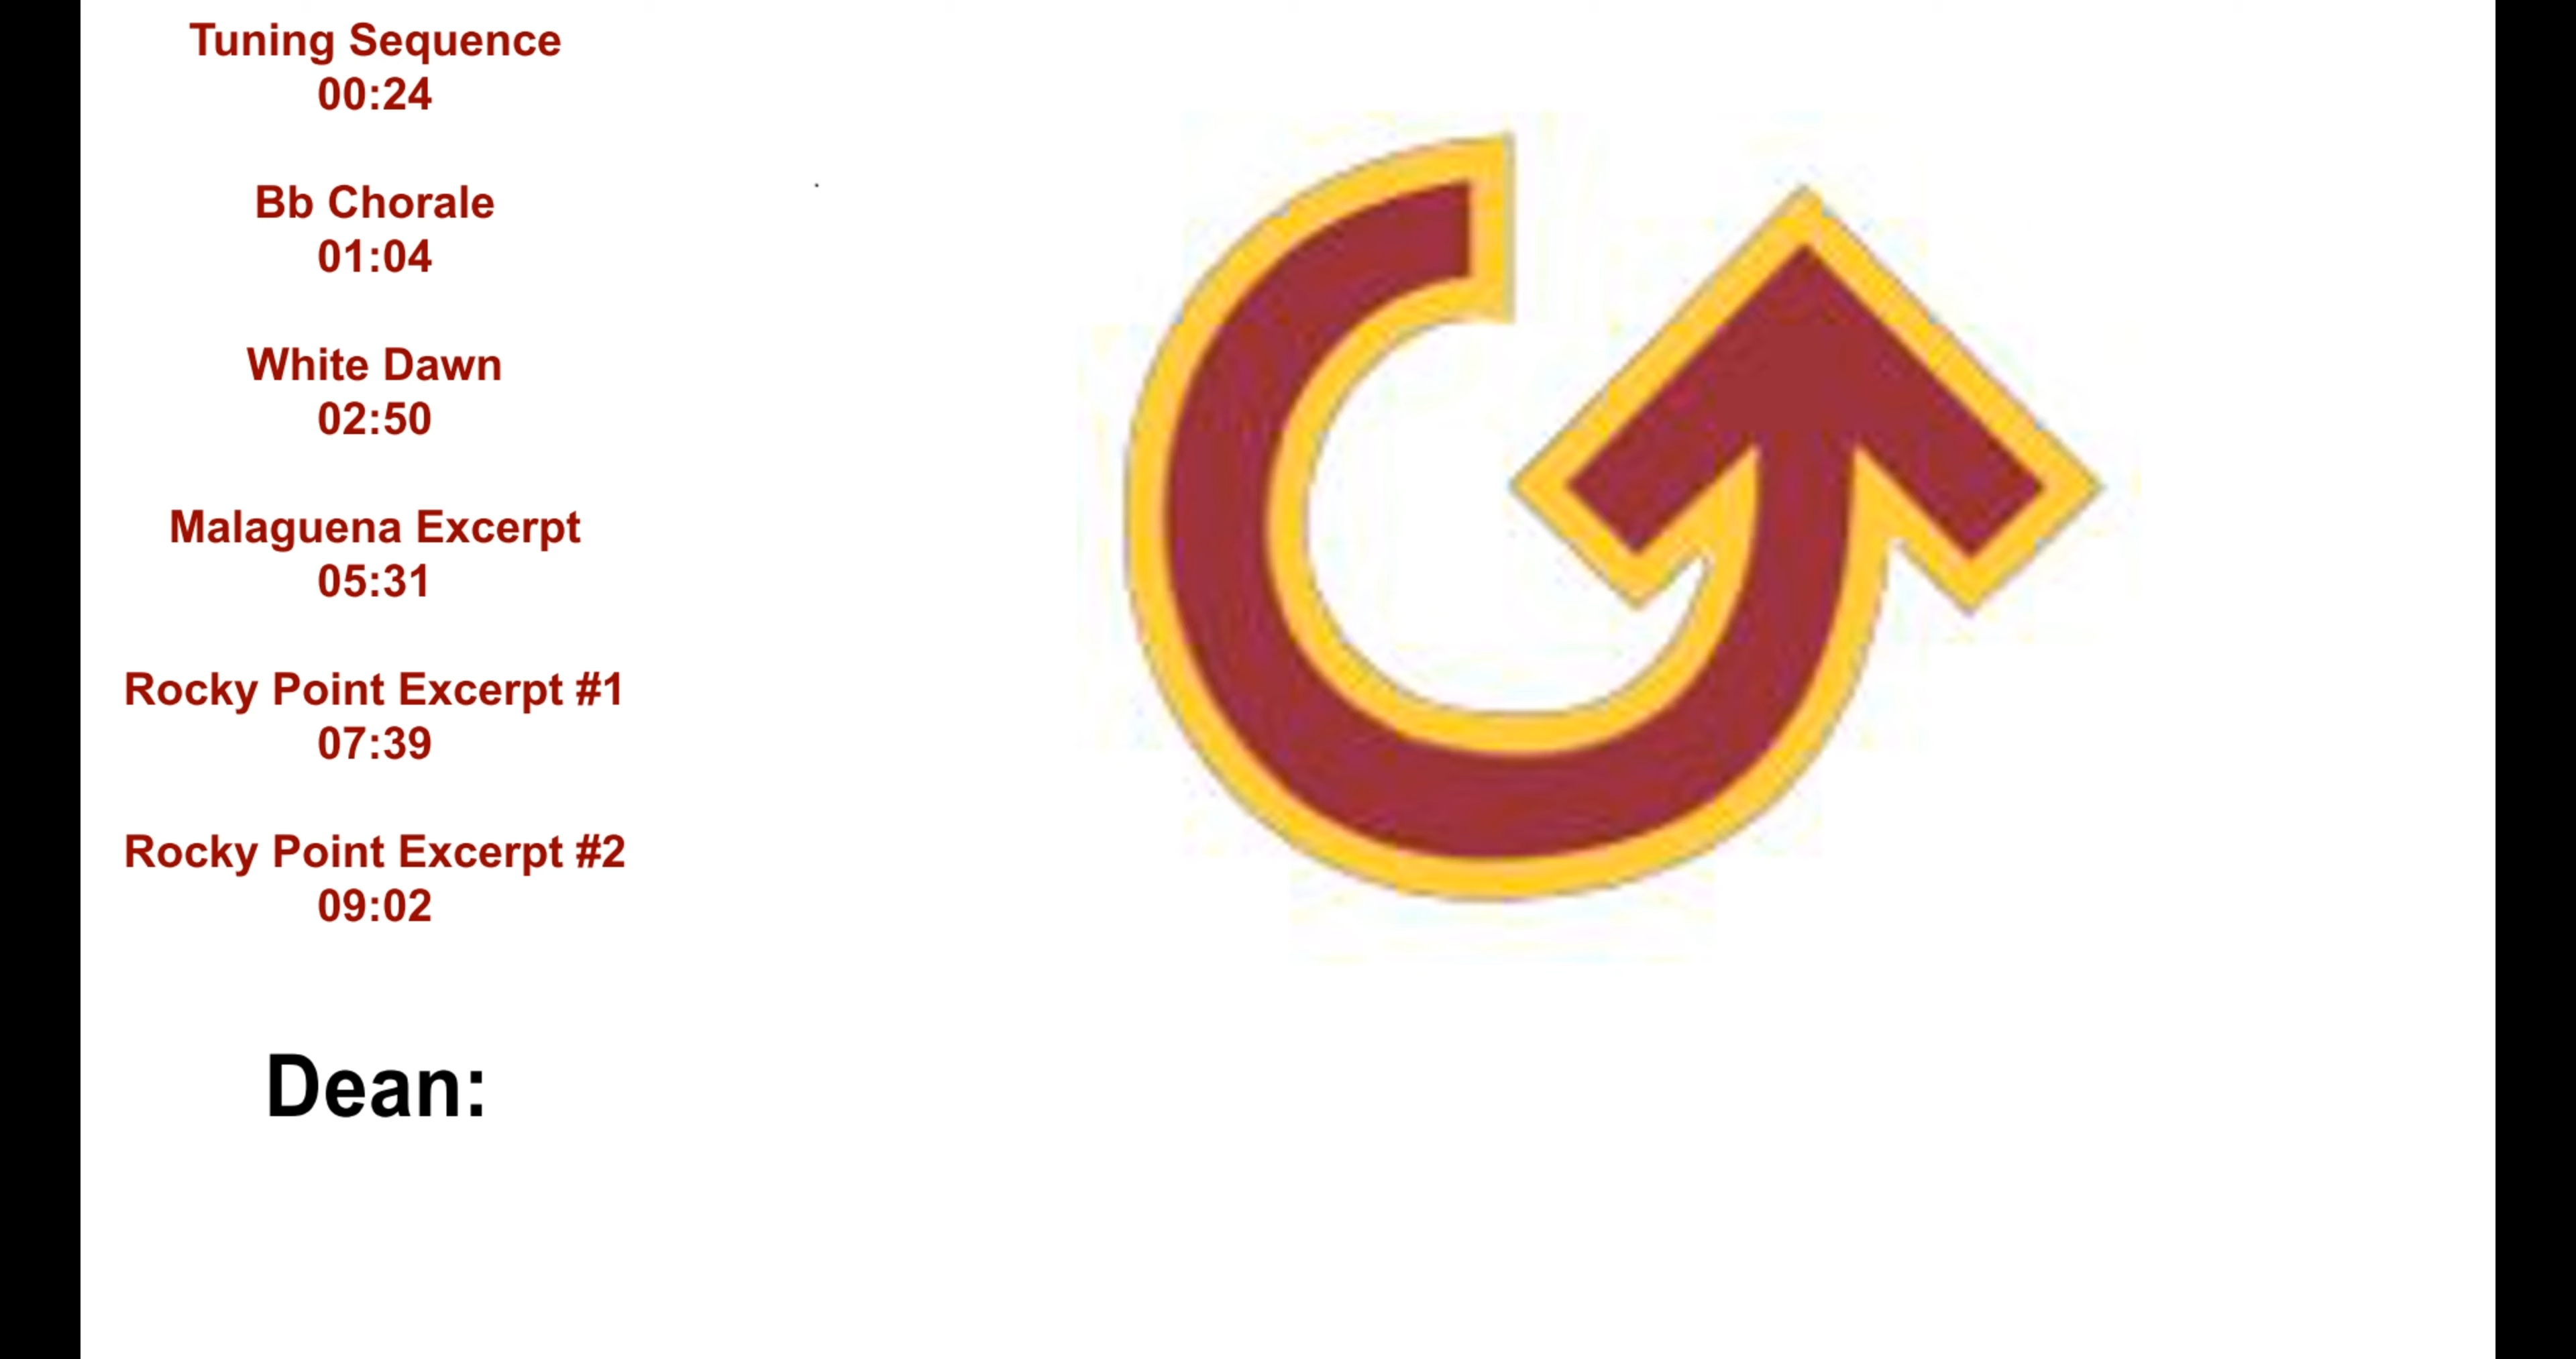 Tuning Sequence
00:24
Bb Chorale
01:04
White Dawn
02:50
Malaguena Excerpt
05:31
Rocky Point Excerpt #1
07:39
Rocky Point Excerpt #2
09:02
Dean: